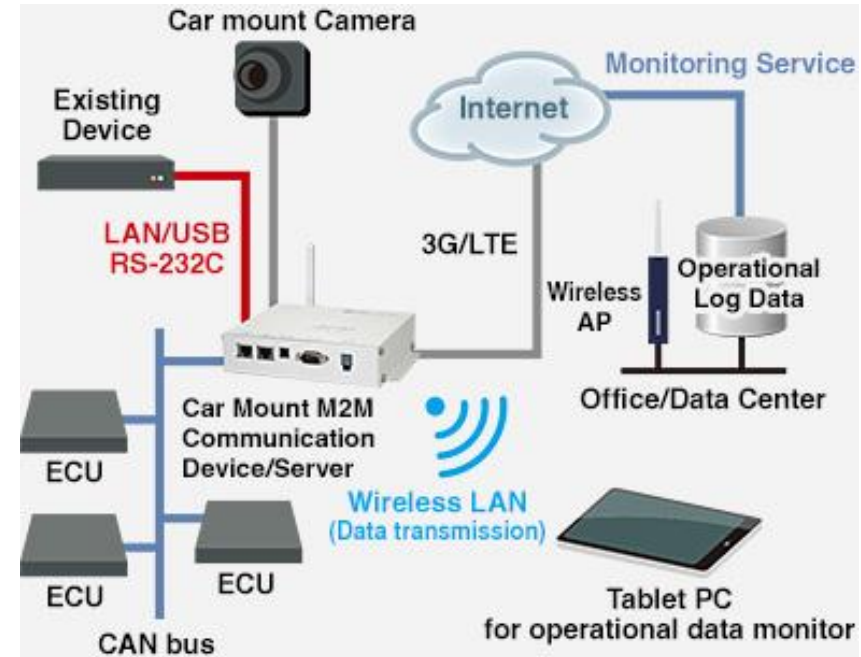 Car mount Camera
Existing
Device
Monitoring Service
Internet
LAN/USB
RS-232C
3G/LTE
Wireless
AP
Operational
Log Data
Office/Data Center
Car Mount M2M
Communication
Device/Server
ECU
Wireless LAN
(Data transmission)
ECU
ECU
CAN bus
Tablet PC
for operational data monitor